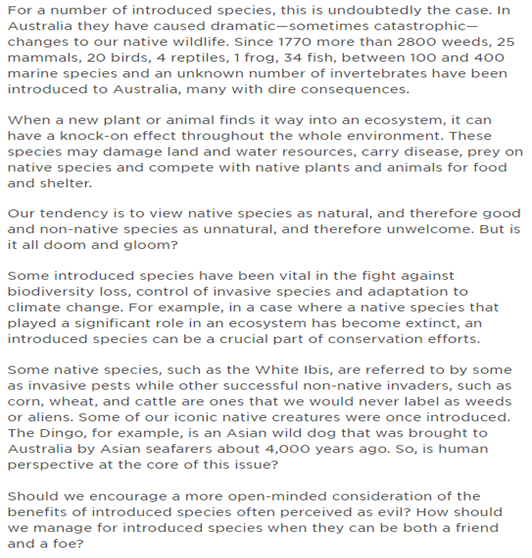 For a number of introduced species, this is undoubtedly the case. In
Australia they have caused dramatic—sometimes catastrophic—
changes to our native wildlife. Since 1770 more than 2800 weeds, 25
mammals, 20 birds, 4 reptiles, 1 frog, 34 fish, between 100 and 400
marine species and an unknown number of invertebrates have been
introduced to Australia, many with dire consequences.
When a new plant or animal finds it way into an ecosystem, it can
have a knock-on effect throughout the whole environment. These
species may damage land and water resources, carry disease, prey on
native species and compete with native plants and animals for food
and shelter.
Our tendency is to view native species as natural, and therefore good
and non-native species as unnatural, and therefore unwelcome. But is
it all doom and gloom?
Some introduced species have been vital in the fight against
biodiversity loss, control of invasive species and adaptation to
climate change. For example, in a case where a native species that
played a significant role in an ecosystem has become extinct, an
introduced species can be a crucial part of conservation efforts.
Some native species, such as the White Ibis, are referred to by some
as invasive pests while other successful non-native invaders, such as
corn, wheat, and cattle are ones that we would never label as weeds
or aliens. Some of our iconic native creatures were once introduced.
The Dingo, for example, is an Asian wild dog that was brought to
Australia by Asian seafarers about 4,000 years ago. So, is human
perspective at the core of this issue?
Should we encourage a more open-minded consideration of the
benefits of introduced species often perceived as evil? How should
we manage for introduced species when they can be both a friend
and a foe?